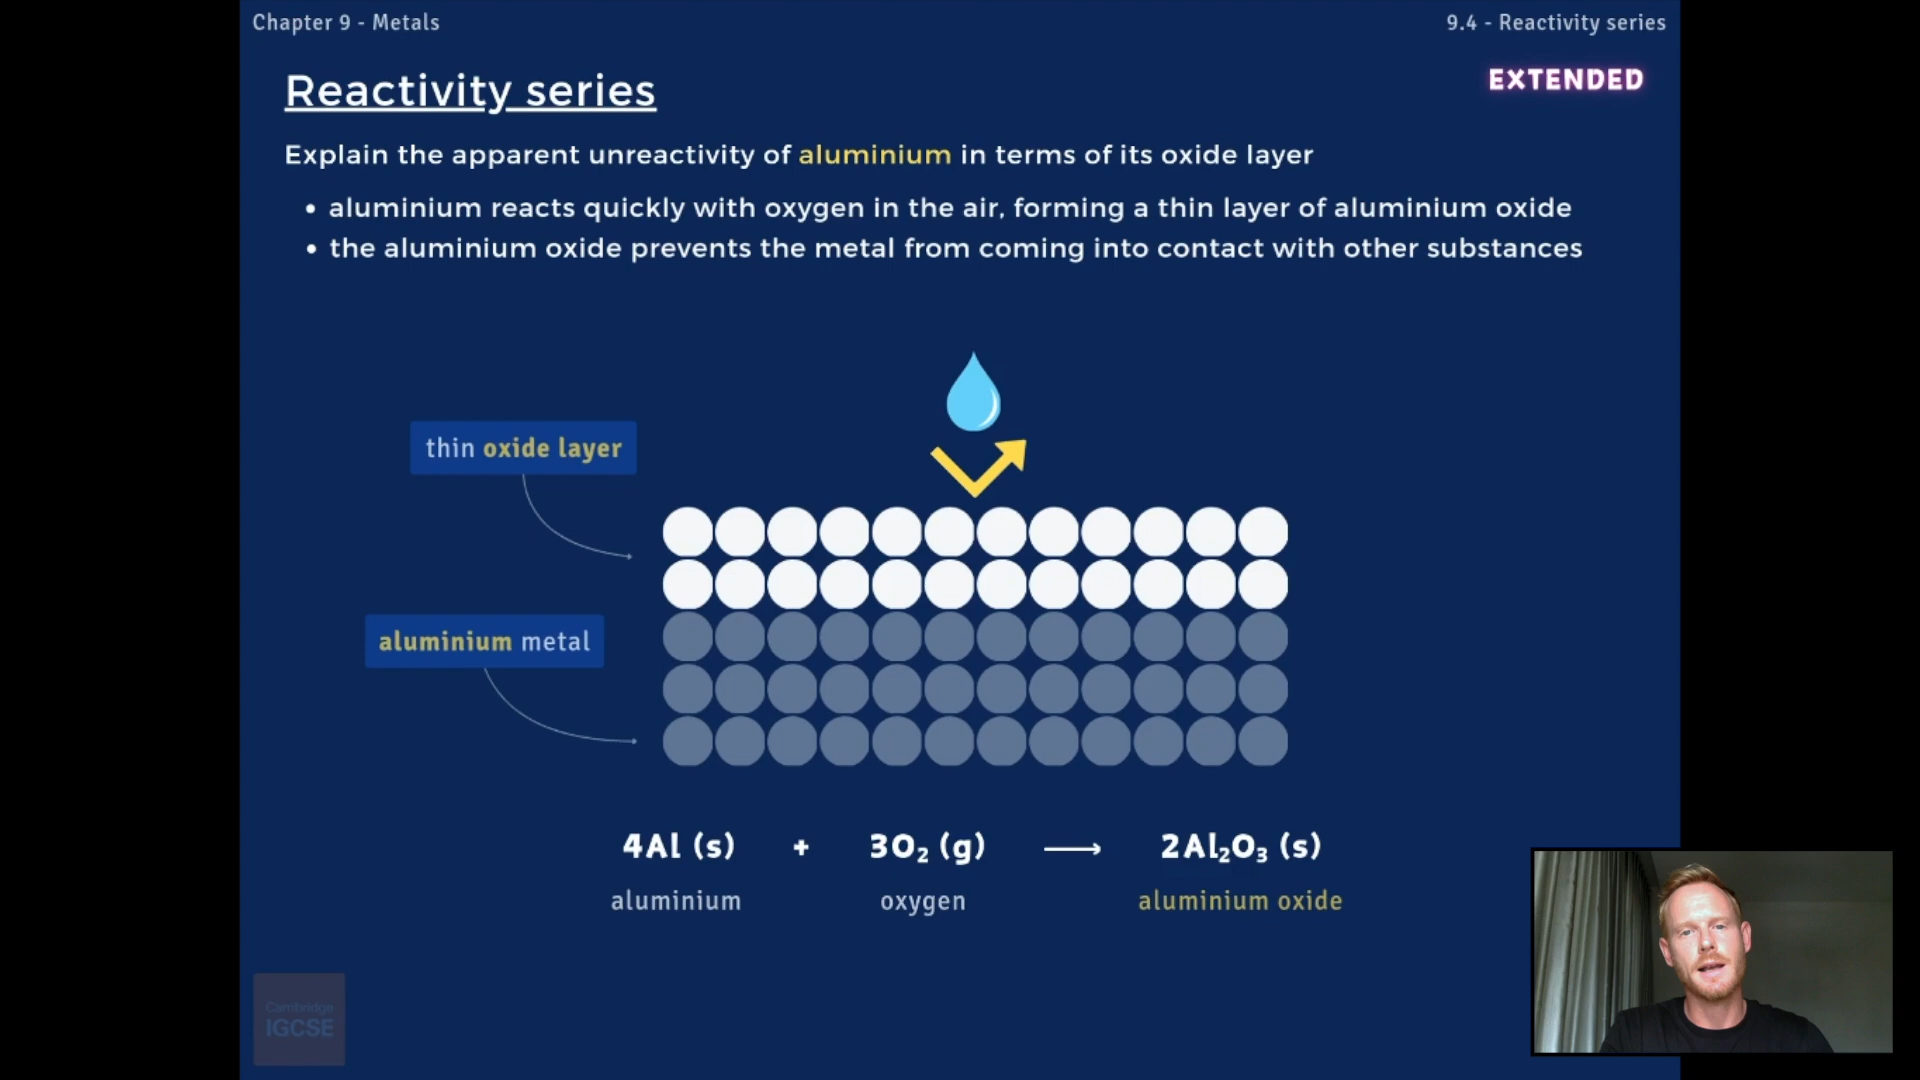 Chapter 9 - Metals
9.4 - Reactivity series
EXTENDED
Reactivity series
Explain the apparent unreactivity of aluminium in terms of its oxide layer
• aluminium reacts quickly with oxygen in the air, forming a thin layer of aluminium oxide
• the aluminium oxide prevents the metal from coming into contact with other substances
thin oxide layer
aluminium metal
4Al (s) + 3O₂ (g) ⟶ 2Al₂O₃ (s)
aluminium oxygen aluminium oxide
Cambridge
IGCSE